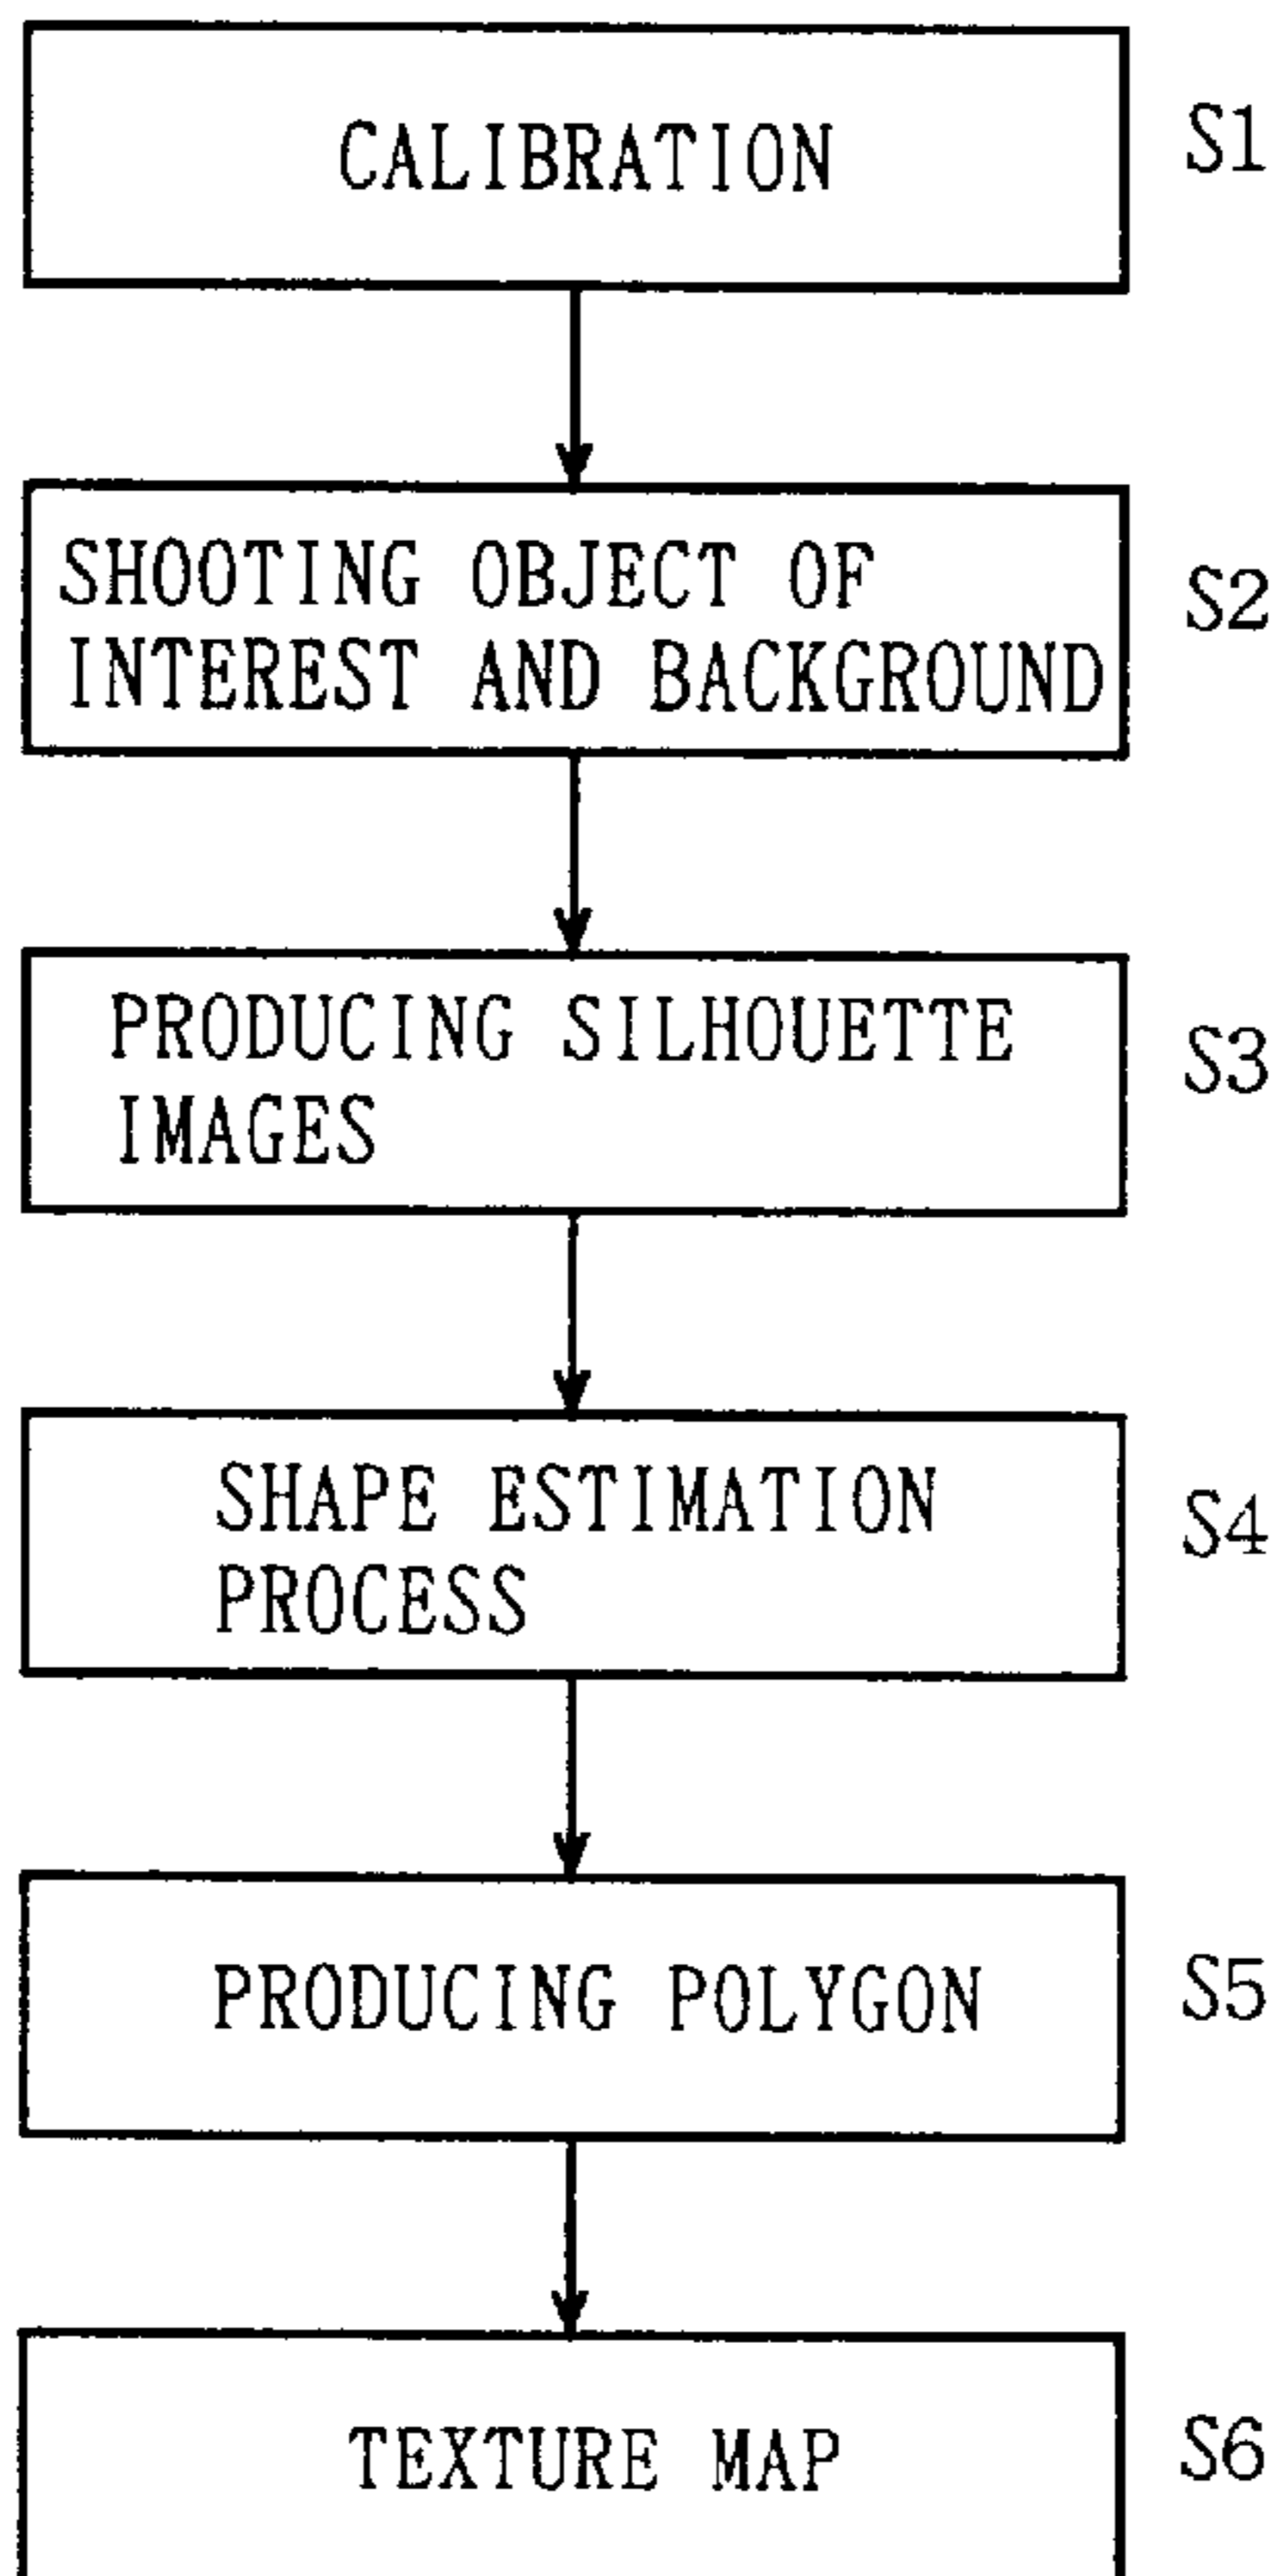 CALIBRATION
S1
SHOOTING OBJECT OF
INTEREST AND BACKGROUND
S2
PRODUCING SILHOUETTE
IMAGES
S3
SHAPE ESTIMATION
PROCESS
S4
PRODUCING POLYGON
S5
TEXTURE MAP
S6